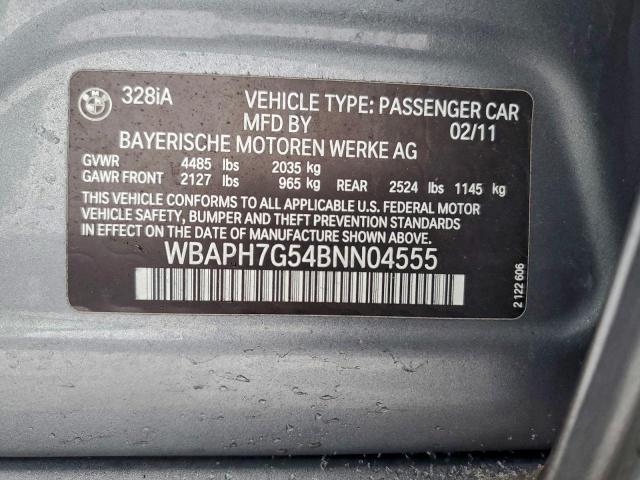 BMW 328iA VEHICLE TYPE: PASSENGER CAR
MFD BY 02/11
BAYERISCHE MOTOREN WERKE AG
GVWR 4485 lbs 2035 kg
GAWR FRONT 2127 lbs 965 kg REAR 2524 lbs 1145 kg
THIS VEHICLE CONFORMS TO ALL APPLICABLE U.S. FEDERAL MOTOR
VEHICLE SAFETY, BUMPER AND THEFT PREVENTION STANDARDS
IN EFFECT ON THE DATE OF MANUFACTURE SHOWN ABOVE.
WBAPH7G54BNN04555
2 122 606